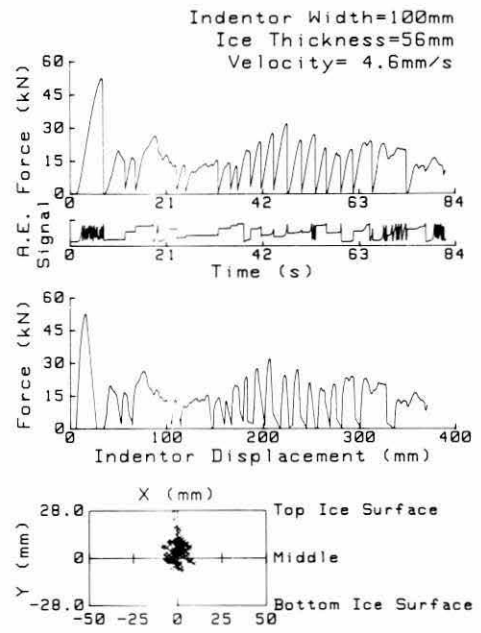 Indentor Width=100mm
Ice Thickness=56mm
Velocity= 4.6mm/s
Force (kN)
60
45
30
15
0
0 21 42 63 84
A.E. Signal
0 21 42 63 84
Time (s)
Force (kN)
60
45
30
15
0
0 100 200 300 400
Indentor Displacement (mm)
X (mm)
Y (mm)
28.0 Top Ice Surface
0 Middle
-28.0 Bottom Ice Surface
-50 -25 0 25 50